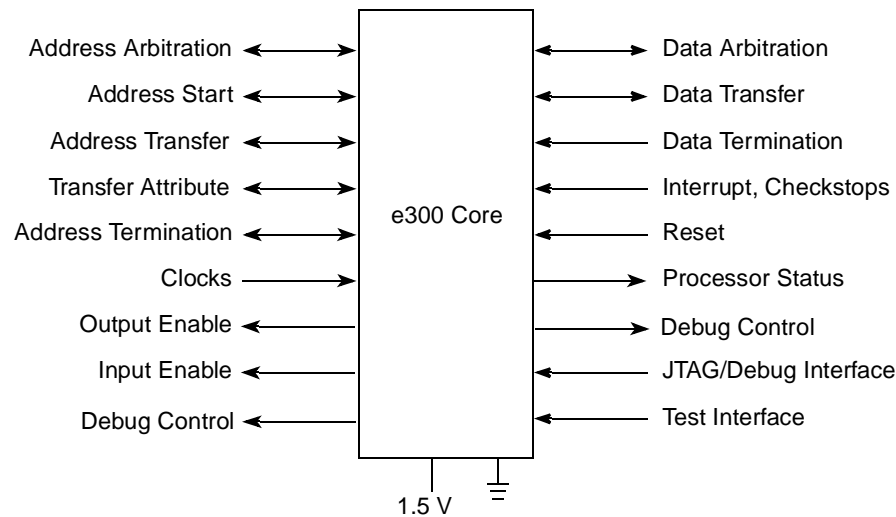 Address Arbitration
Address Start
Address Transfer
Transfer Attribute
Address Termination
Clocks
Output Enable
Input Enable
Debug Control
e300 Core
1.5 V
Data Arbitration
Data Transfer
Data Termination
Interrupt, Checkstops
Reset
Processor Status
Debug Control
JTAG/Debug Interface
Test Interface